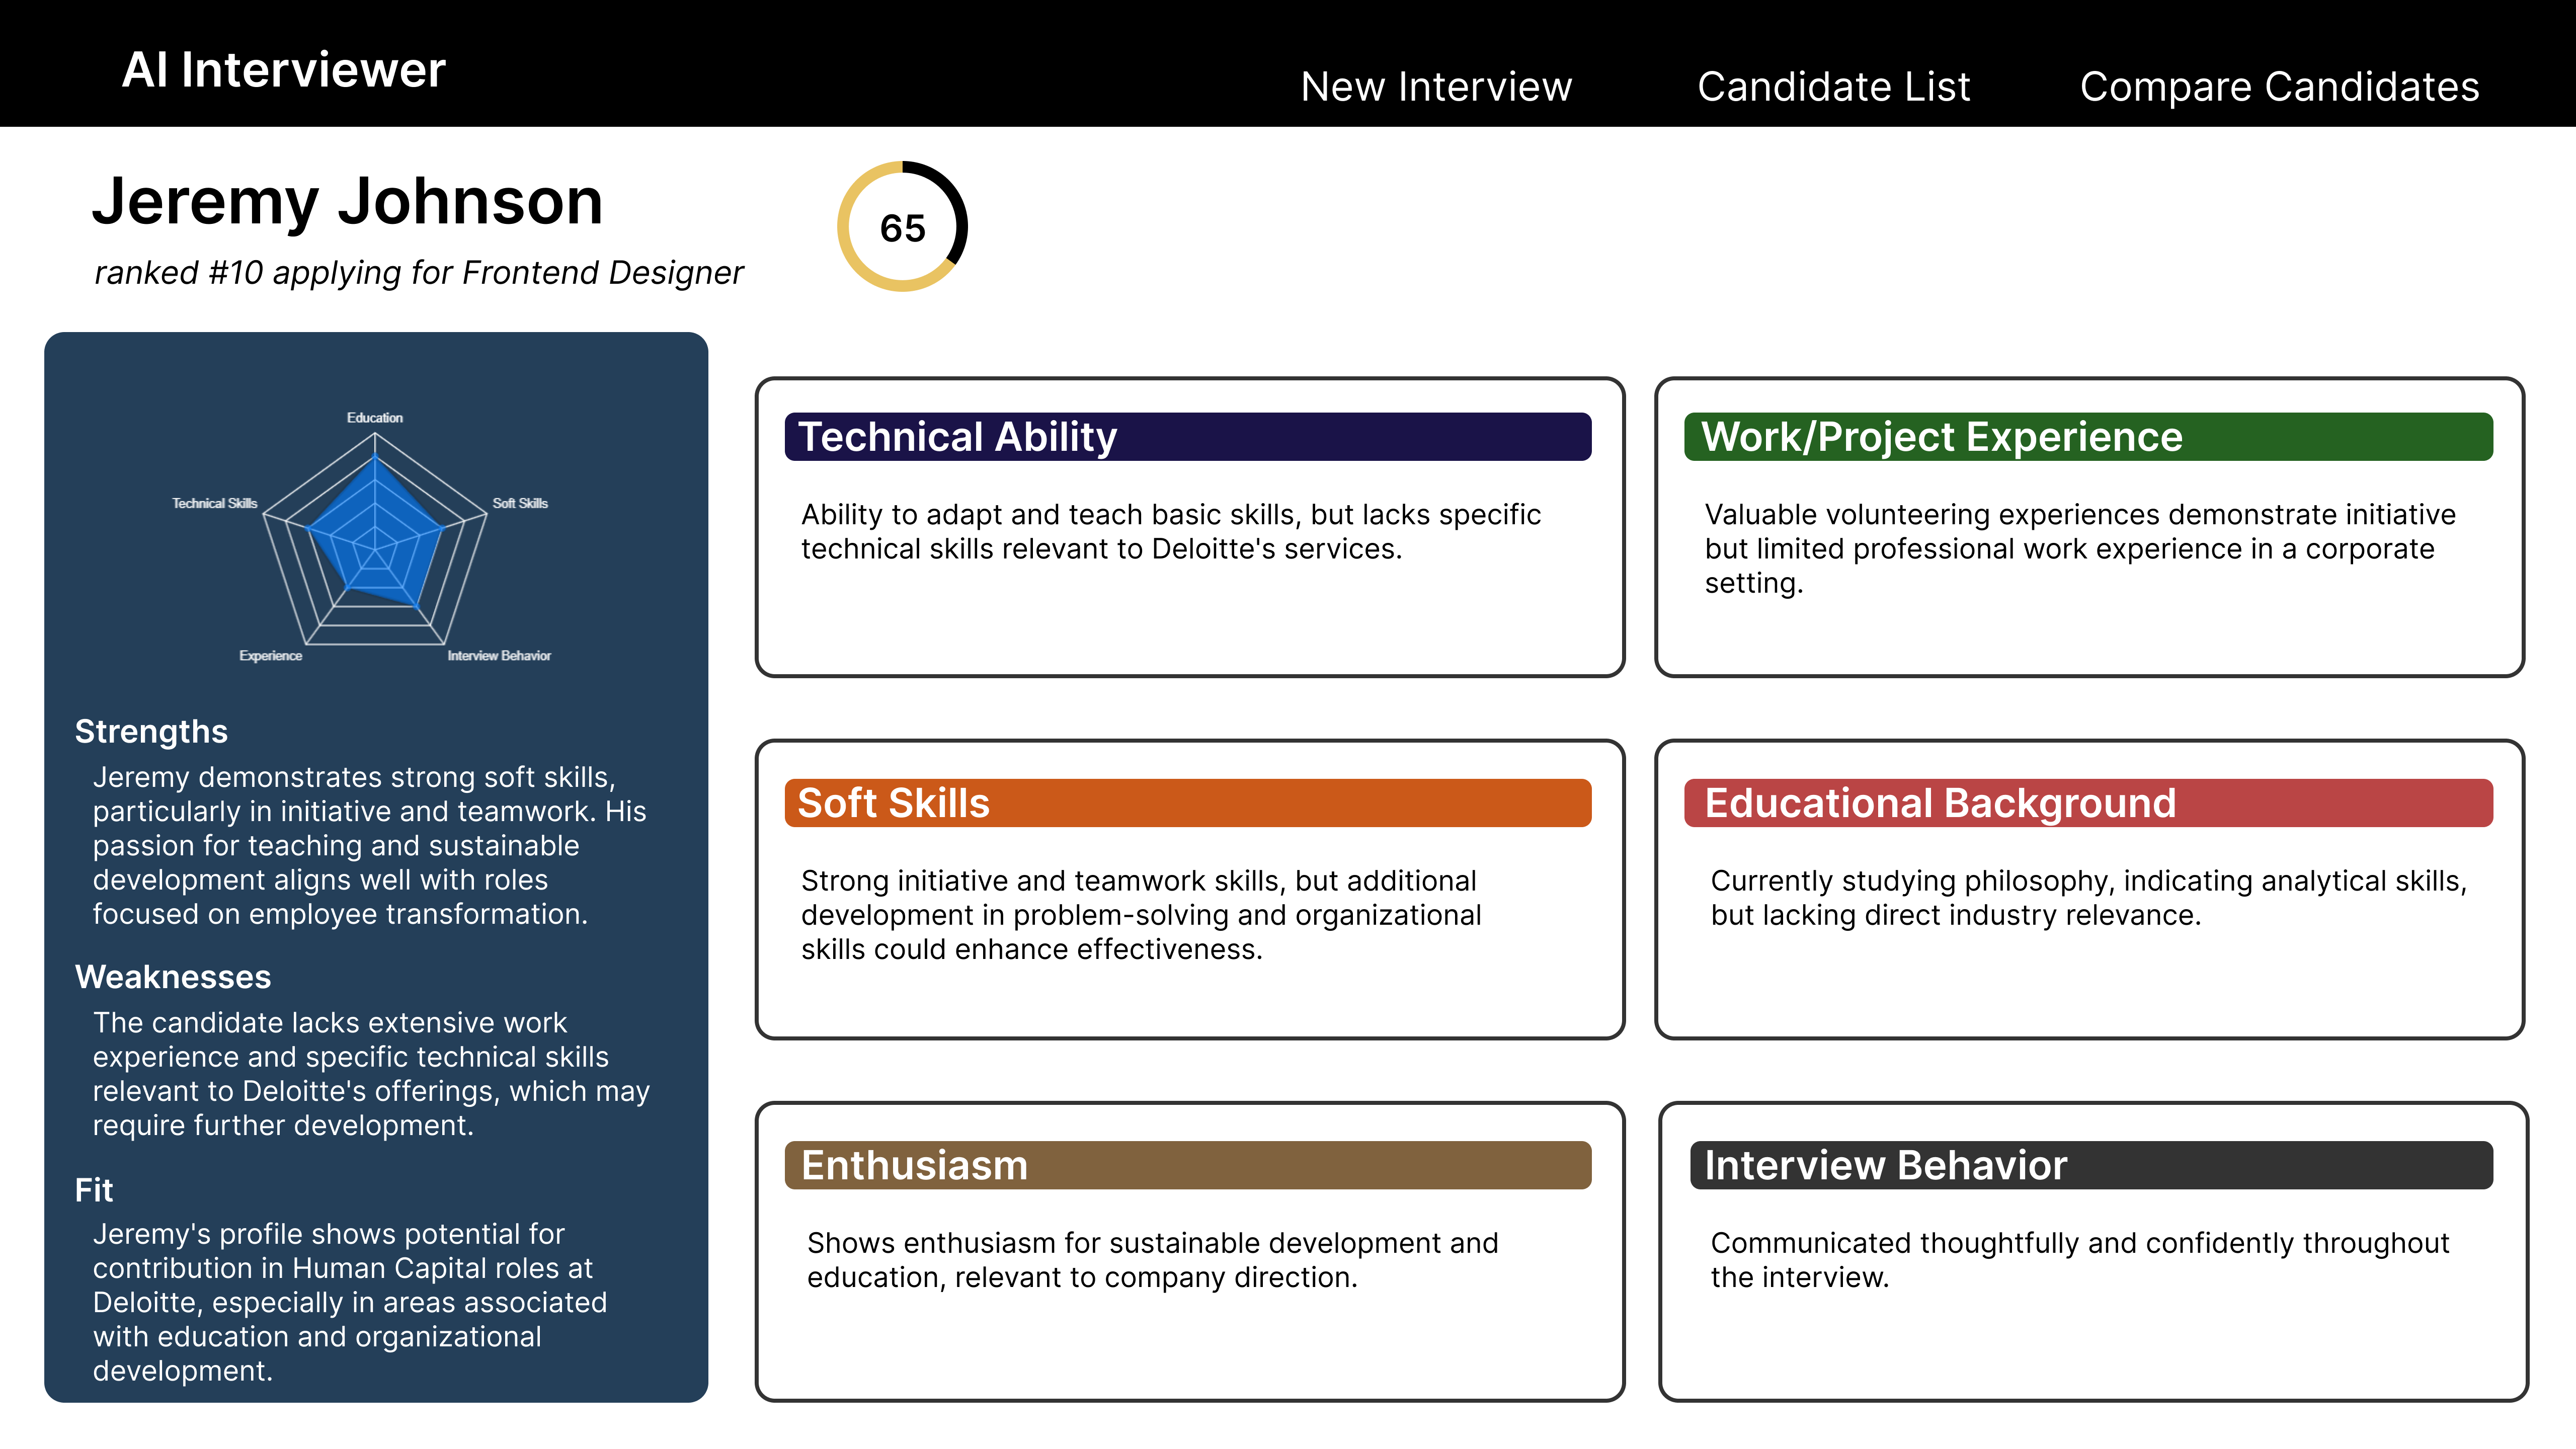 AI Interviewer
New Interview
Candidate List
Compare Candidates
Jeremy Johnson
ranked #10 applying for Frontend Designer
65
Education
Technical Skills
Soft Skills
Experience
Interview Behavior
Strengths
Jeremy demonstrates strong soft skills,
particularly in initiative and teamwork. His
passion for teaching and sustainable
development aligns well with roles
focused on employee transformation.
Weaknesses
The candidate lacks extensive work
experience and specific technical skills
relevant to Deloitte's offerings, which may
require further development.
Fit
Jeremy's profile shows potential for
contribution in Human Capital roles at
Deloitte, especially in areas associated
with education and organizational
development.
Technical Ability
Ability to adapt and teach basic skills, but lacks specific
technical skills relevant to Deloitte's services.
Work/Project Experience
Valuable volunteering experiences demonstrate initiative
but limited professional work experience in a corporate
setting.
Soft Skills
Strong initiative and teamwork skills, but additional
development in problem-solving and organizational
skills could enhance effectiveness.
Educational Background
Currently studying philosophy, indicating analytical skills,
but lacking direct industry relevance.
Enthusiasm
Shows enthusiasm for sustainable development and
education, relevant to company direction.
Interview Behavior
Communicated thoughtfully and confidently throughout
the interview.